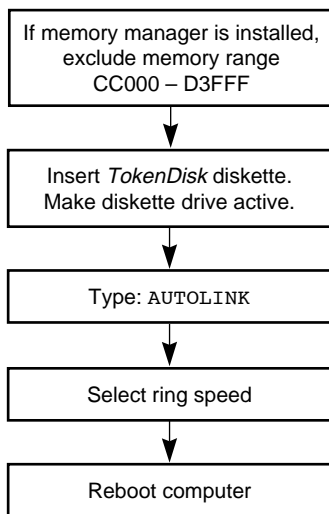 If memory manager is installed,
exclude memory range
CC000 – D3FFF
Insert TokenDisk diskette.
Make diskette drive active.
Type: AUTOLINK
Select ring speed
Reboot computer